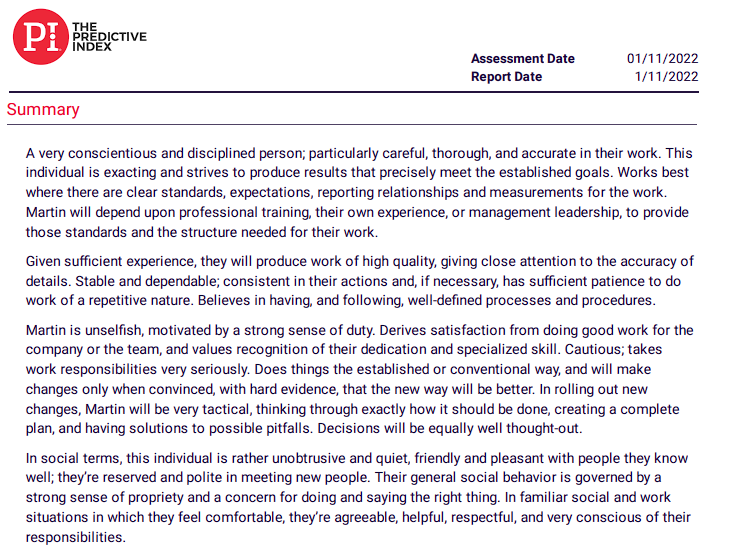 PI
THE
PREDICTIVE
INDEX
Assessment Date 01/11/2022
Report Date 1/11/2022
Summary
A very conscientious and disciplined person; particularly careful, thorough, and accurate in their work. This
individual is exacting and strives to produce results that precisely meet the established goals. Works best
where there are clear standards, expectations, reporting relationships and measurements for the work.
Martin will depend upon professional training, their own experience, or management leadership, to provide
those standards and the structure needed for their work.
Given sufficient experience, they will produce work of high quality, giving close attention to the accuracy of
details. Stable and dependable; consistent in their actions and, if necessary, has sufficient patience to do
work of a repetitive nature. Believes in having, and following, well-defined processes and procedures.
Martin is unselfish, motivated by a strong sense of duty. Derives satisfaction from doing good work for the
company or the team, and values recognition of their dedication and specialized skill. Cautious; takes
work responsibilities very seriously. Does things the established or conventional way, and will make
changes only when convinced, with hard evidence, that the new way will be better. In rolling out new
changes, Martin will be very tactical, thinking through exactly how it should be done, creating a complete
plan, and having solutions to possible pitfalls. Decisions will be equally well thought-out.
In social terms, this individual is rather unobtrusive and quiet, friendly and pleasant with people they know
well; they're reserved and polite in meeting new people. Their general social behavior is governed by a
strong sense of propriety and a concern for doing and saying the right thing. In familiar social and work
situations in which they feel comfortable, they're agreeable, helpful, respectful, and very conscious of their
responsibilities.